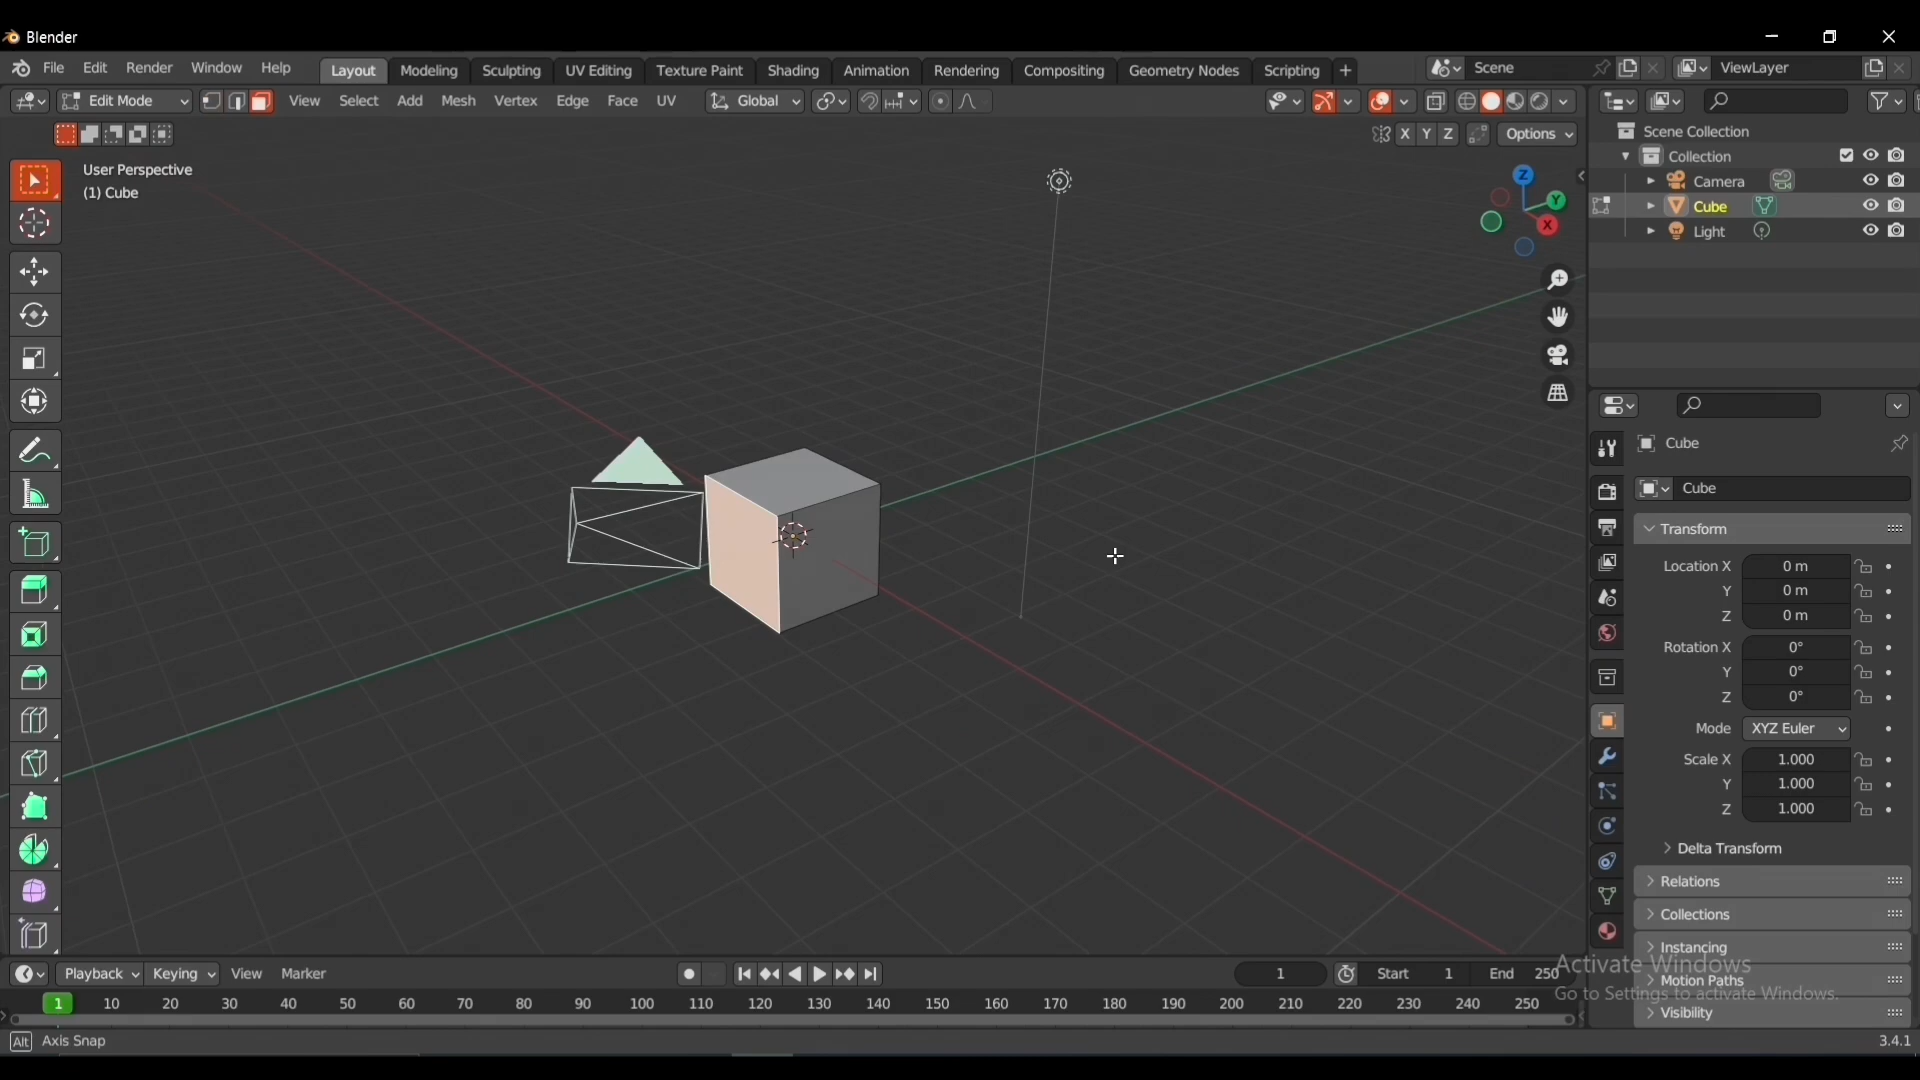 Blender
File Edit Render Window Help Layout Modeling Sculpting UV Editing Texture Paint Shading Animation Rendering Compositing Geometry Nodes Scripting + Scene ViewLayer
Edit Mode View Select Add Mesh Vertex Edge Face UV Global
X Y Z Options
User Perspective
(1) Cube
Z
Y
X
Scene Collection
Collection
Camera
Cube
Light
Cube
Cube
Transform
Location X 0 m
Y 0 m
Z 0 m
Rotation X 0°
Y 0°
Z 0°
Mode XYZ Euler
Scale X 1.000
Y 1.000
Z 1.000
Delta Transform
Relations
Collections
Instancing
Motion Paths
Visibility
Activate Windows
Go to Settings to activate Windows.
Playback Keying View Marker 1 Start 1 End 250
1 10 20 30 40 50 60 70 80 90 100 110 120 130 140 150 160 170 180 190 200 210 220 230 240 250
Alt Axis Snap 3.4.1